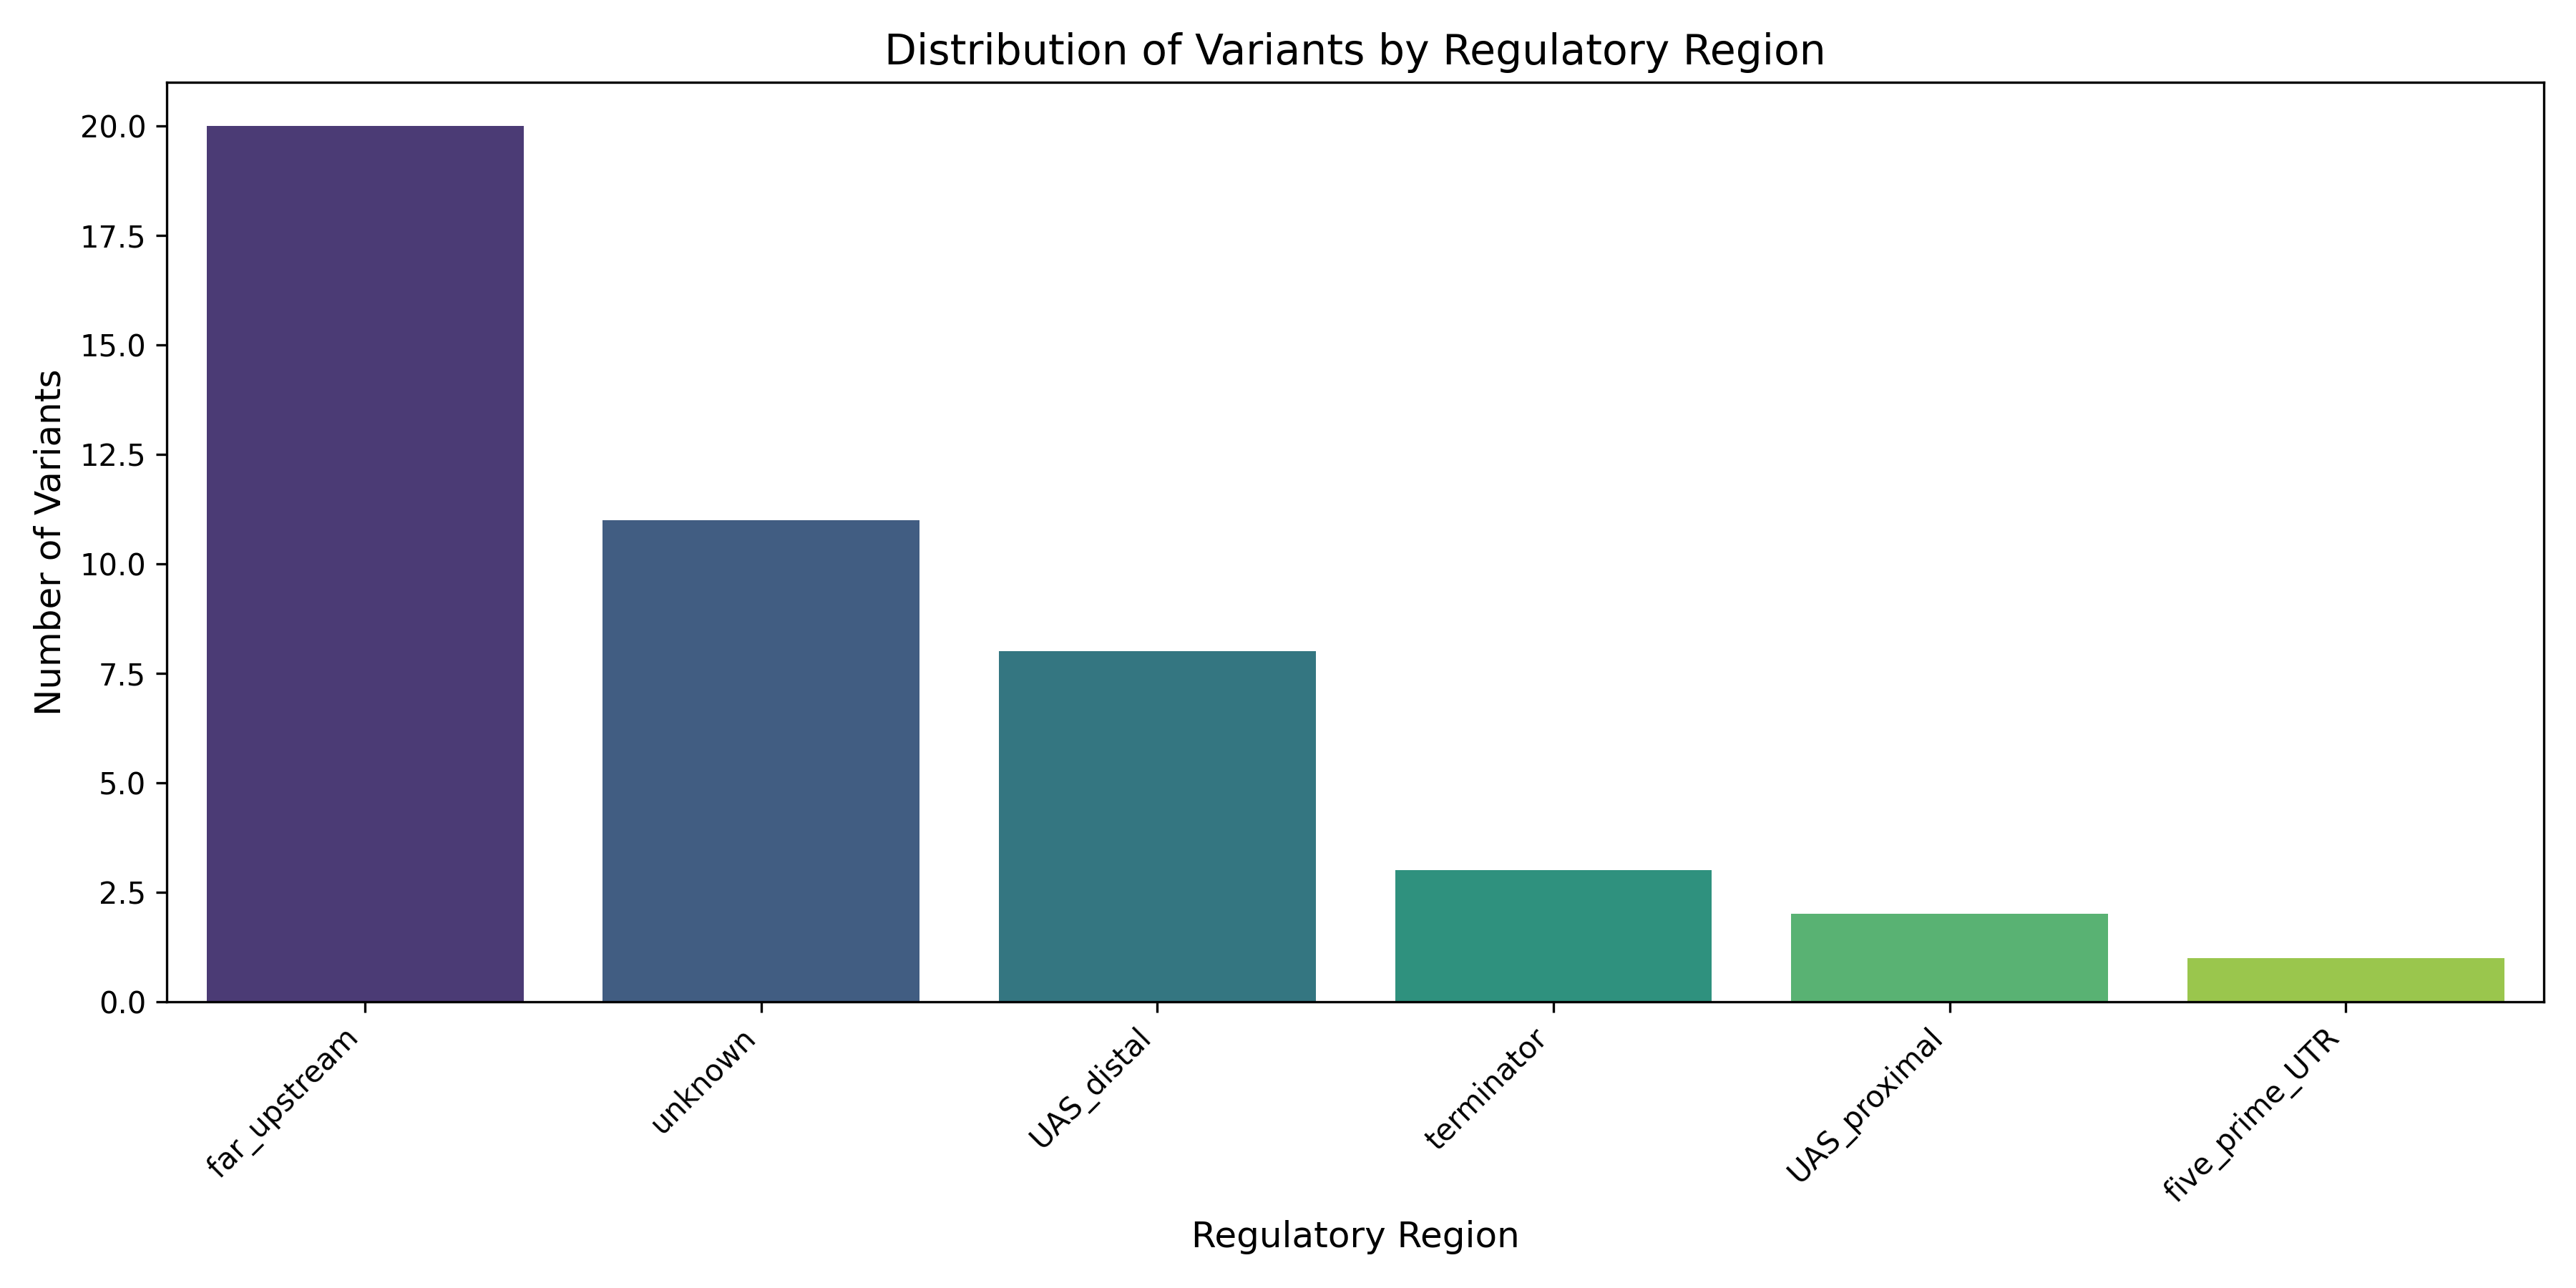 Distribution of Variants by Regulatory Region
Number of Variants
20.0
17.5
15.0
12.5
10.0
7.5
5.0
2.5
0.0
far_upstream
unknown
UAS_distal
terminator
UAS_proximal
five_prime_UTR
Regulatory Region